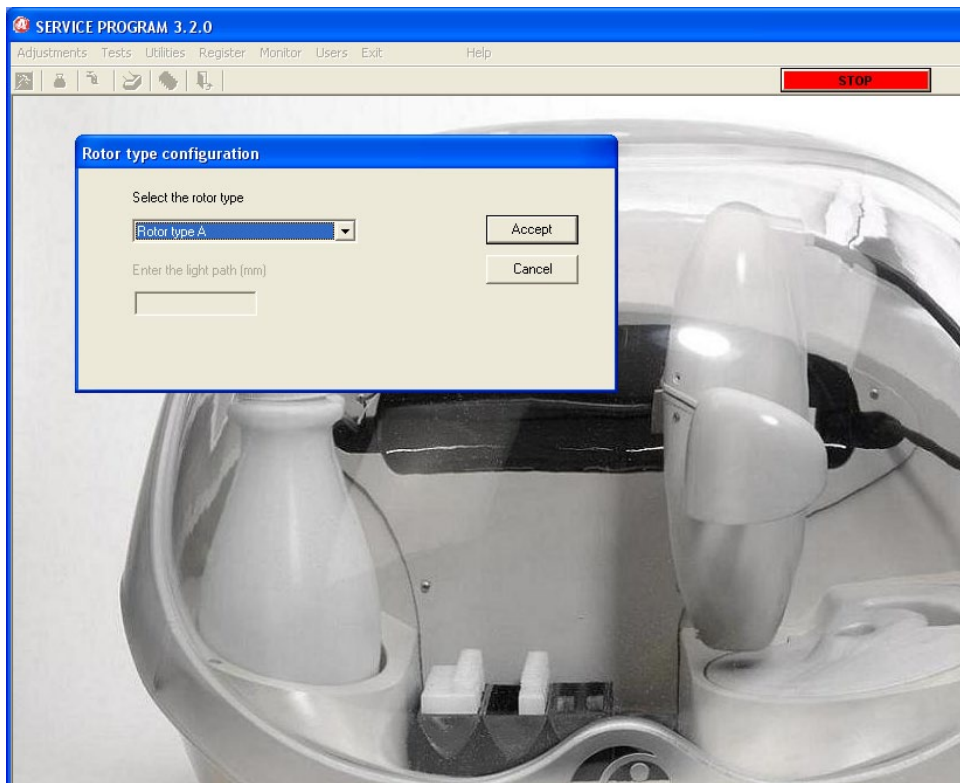 SERVICE PROGRAM 3.2.0
Adjustments Tests Utilities Register Monitor Users Exit Help
STOP
Rotor type configuration
Select the rotor type
Rotor type A
Accept
Enter the light path (mm)
Cancel